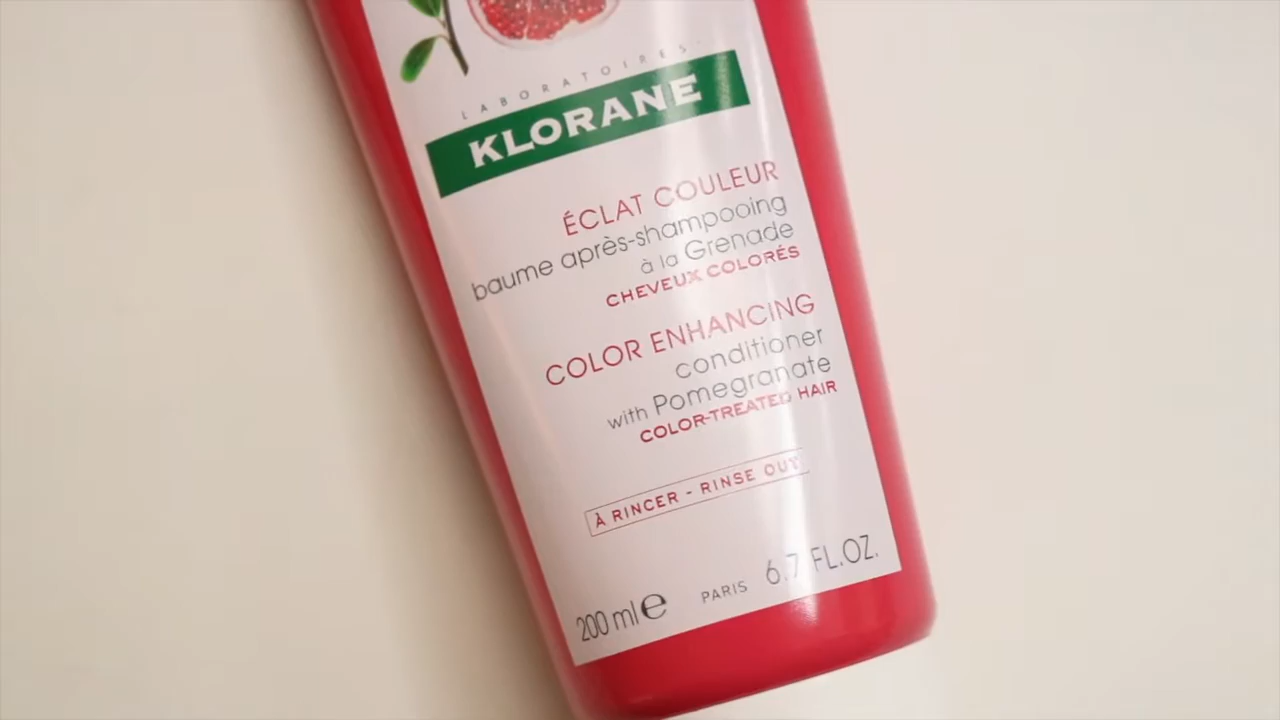 LABORATOIRES
KLORANE
ÉCLAT COULEUR
baume après-shampooing
à la Grenade
CHEVEUX COLORÉS
COLOR ENHANCING
conditioner
with Pomegranate
COLOR-TREATED HAIR
À RINCER - RINSE OUT
200 ml e PARIS 6.7 FL.OZ.